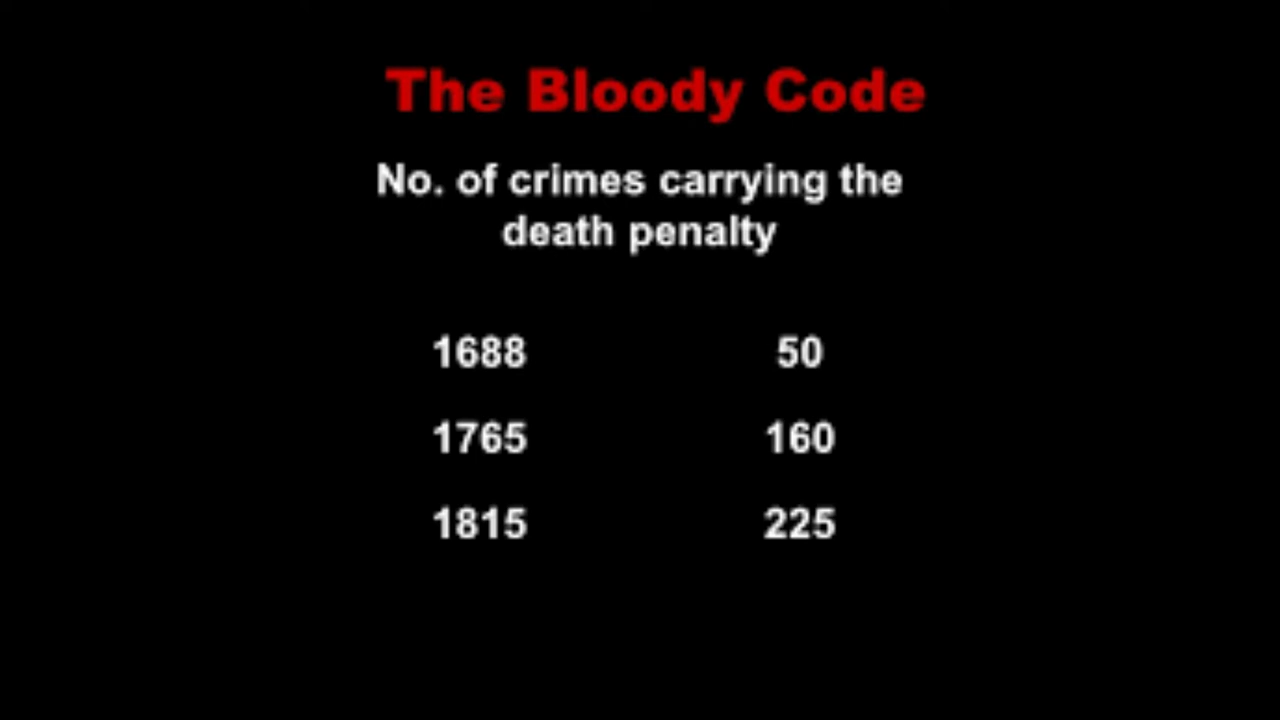 The Bloody Code
No. of crimes carrying the
death penalty
1688 50
1765 160
1815 225